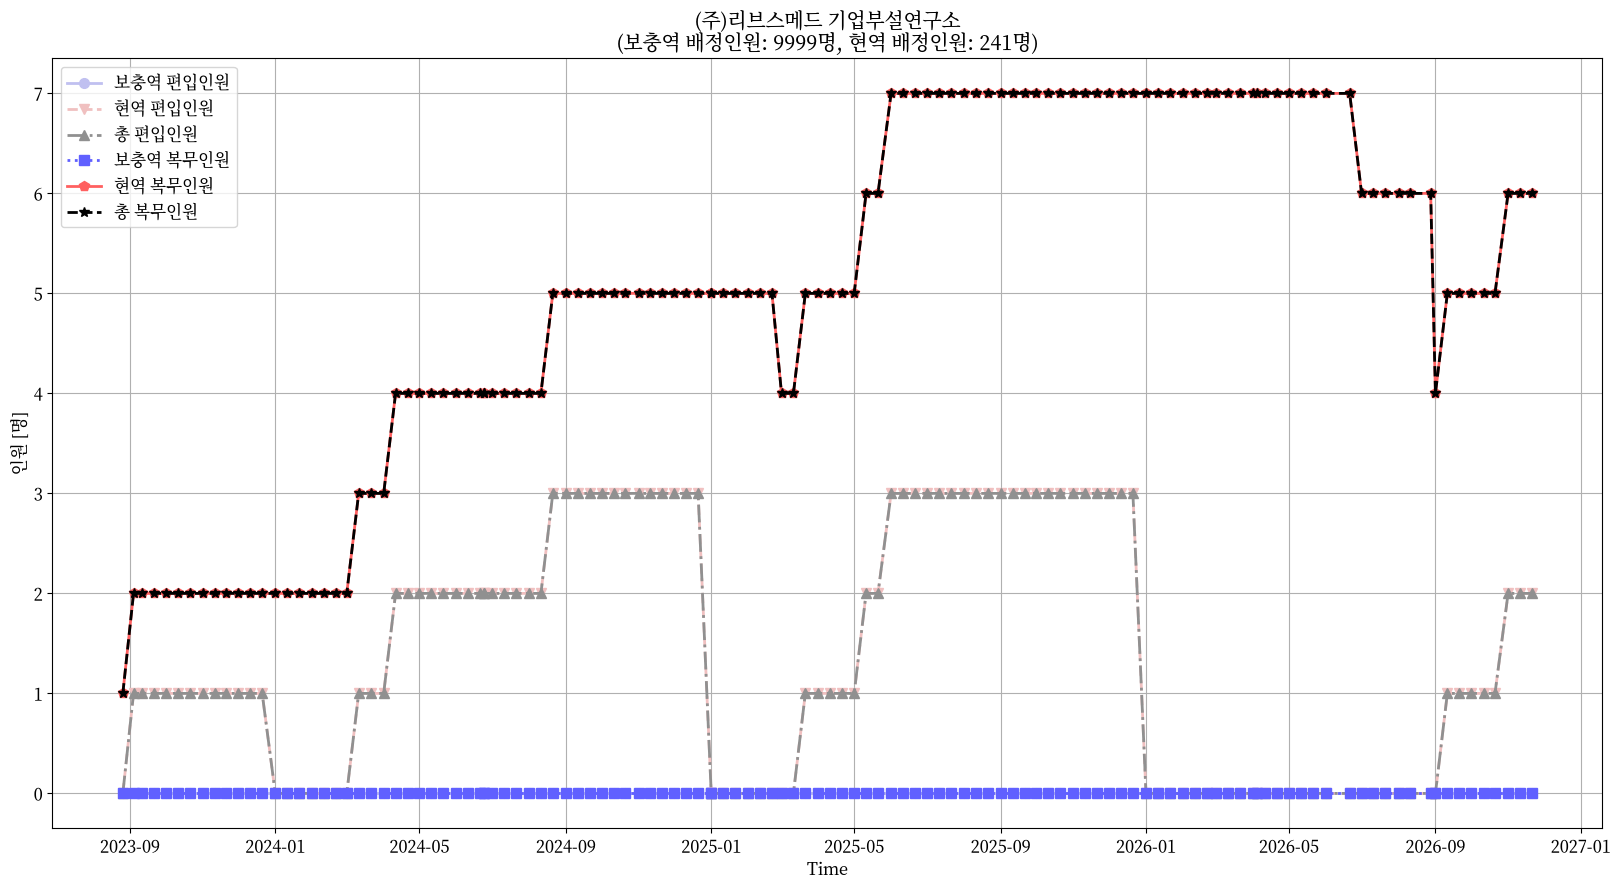 (주)리브스메드 기업부설연구소
(보충역 배정인원: 9999명, 현역 배정인원: 241명)
보충역 편입인원
현역 편입인원
총 편입인원
보충역 복무인원
현역 복무인원
총 복무인원
인원 [명]
7
6
5
4
3
2
1
0
2023-09
2024-01
2024-05
2024-09
2025-01
2025-05
2025-09
2026-01
2026-05
2026-09
2027-01
Time